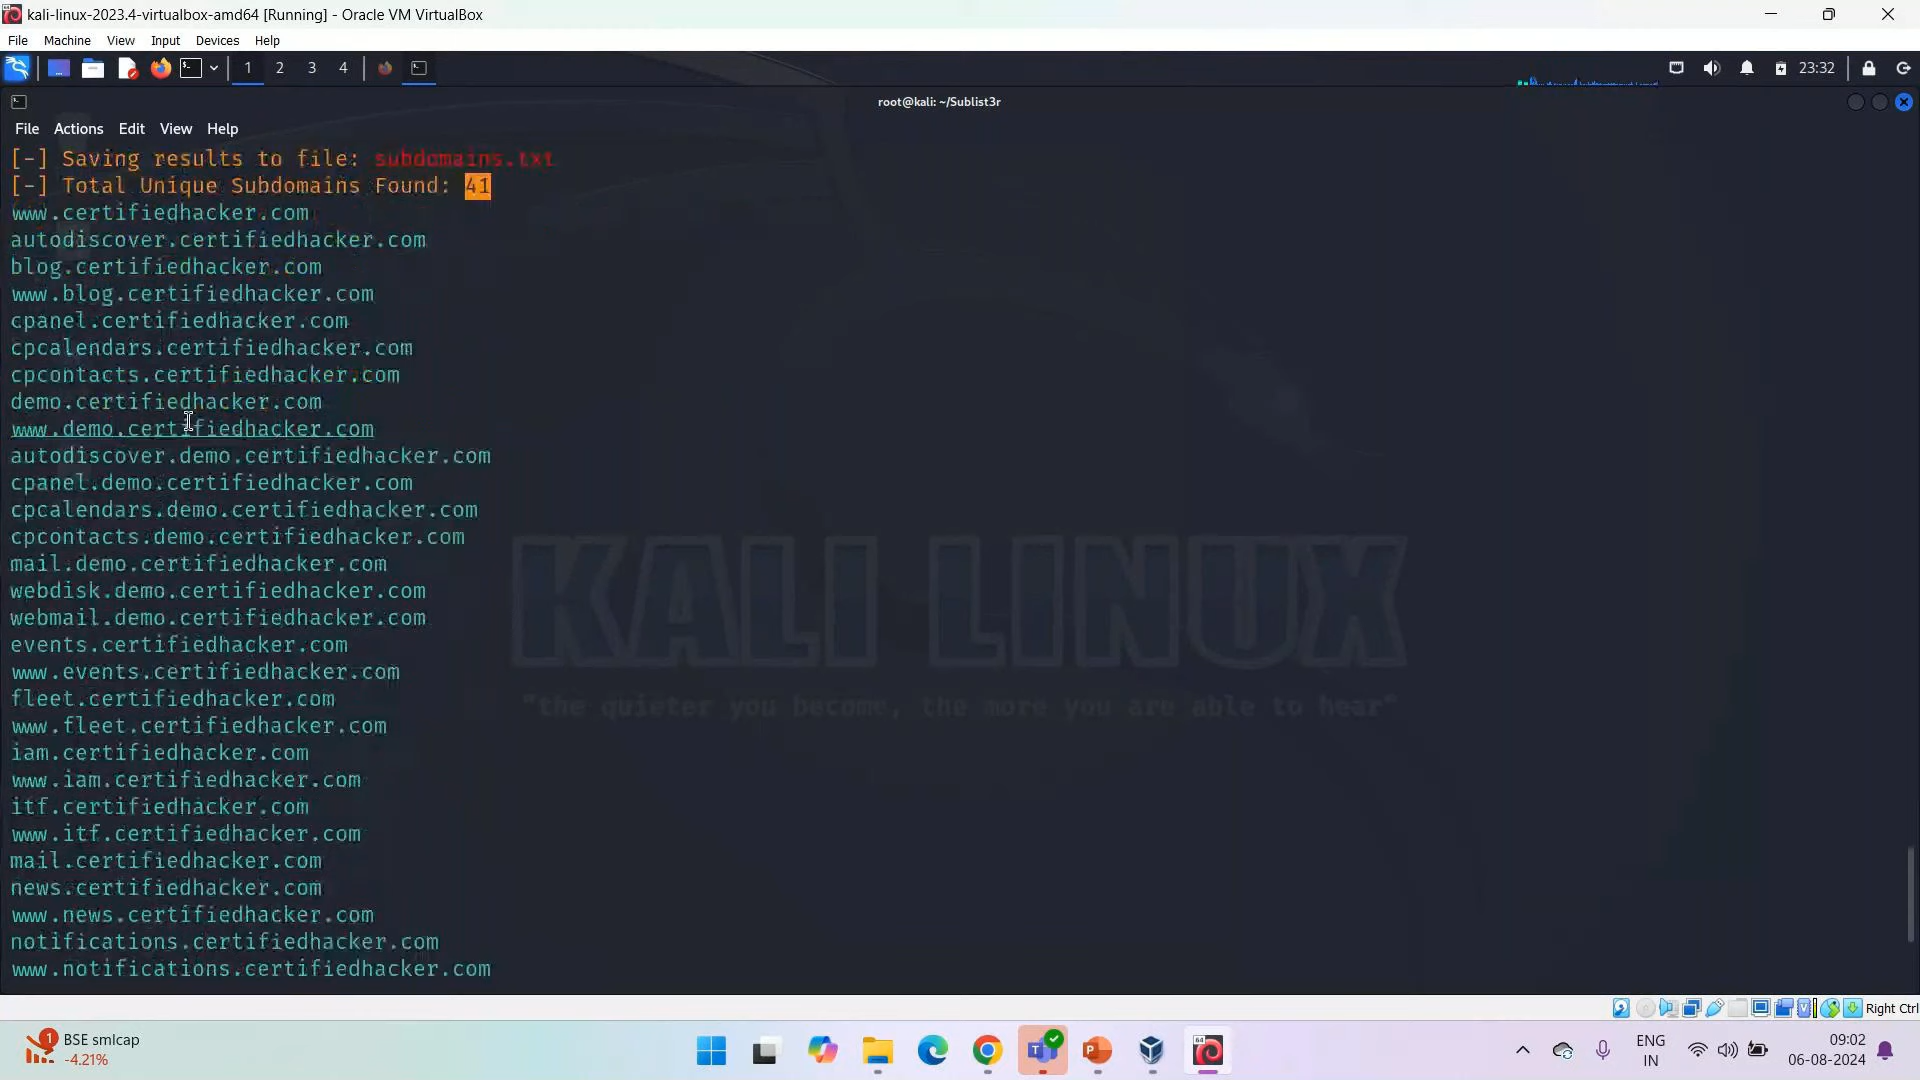 kali-linux-2023.4-virtualbox-amd64 [Running] - Oracle VM VirtualBox
File Machine View Input Devices Help
1 2 3 4
23:32
root@kali: ~/Sublist3r
File Actions Edit View Help
[-] Saving results to file: subdomains.txt
[-] Total Unique Subdomains Found: 41
www.certifiedhacker.com
autodiscover.certifiedhacker.com
blog.certifiedhacker.com
www.blog.certifiedhacker.com
cpanel.certifiedhacker.com
cpcalendars.certifiedhacker.com
cpcontacts.certifiedhacker.com
demo.certifiedhacker.com
www.demo.certifiedhacker.com
autodiscover.demo.certifiedhacker.com
cpanel.demo.certifiedhacker.com
cpcalendars.demo.certifiedhacker.com
cpcontacts.demo.certifiedhacker.com
mail.demo.certifiedhacker.com
webdisk.demo.certifiedhacker.com
webmail.demo.certifiedhacker.com
events.certifiedhacker.com
www.events.certifiedhacker.com
fleet.certifiedhacker.com
www.fleet.certifiedhacker.com
iam.certifiedhacker.com
www.iam.certifiedhacker.com
itf.certifiedhacker.com
www.itf.certifiedhacker.com
mail.certifiedhacker.com
news.certifiedhacker.com
www.news.certifiedhacker.com
notifications.certifiedhacker.com
www.notifications.certifiedhacker.com
KALI LINUX
"the quieter you become, the more you are able to hear"
Right Ctrl
1
BSE smlcap
-4.21%
ENG
IN
09:02
06-08-2024